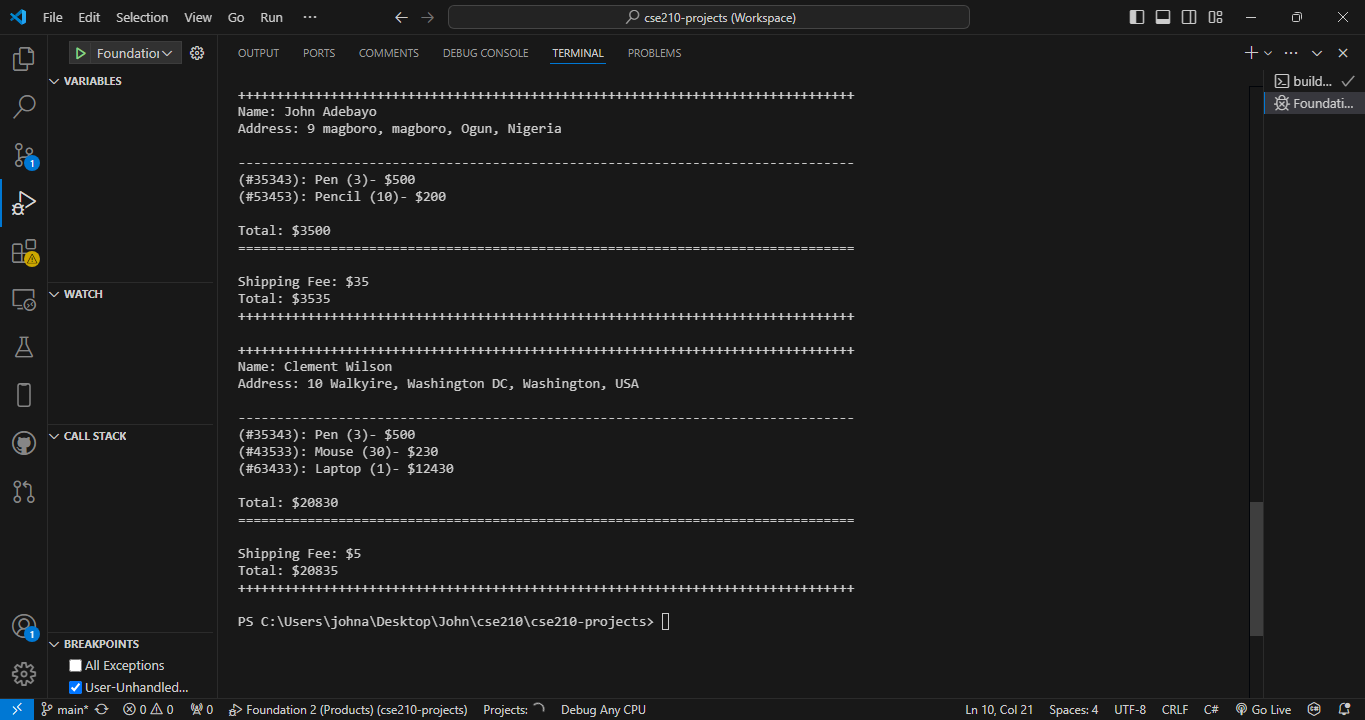 File Edit Selection View Go Run ··· cse210-projects (Workspace)
Foundation
OUTPUT PORTS COMMENTS DEBUG CONSOLE TERMINAL PROBLEMS
VARIABLES
WATCH
CALL STACK
BREAKPOINTS
All Exceptions
User-Unhandled...
1
1
++++++++++++++++++++++++++++++++++++++++++++++++++++++++++++++++++++++++++++++++
Name: John Adebayo
Address: 9 magboro, magboro, Ogun, Nigeria
--------------------------------------------------------------------------------
(#35343): Pen (3)- $500
(#53453): Pencil (10)- $200
Total: $3500
================================================================================
Shipping Fee: $35
Total: $3535
++++++++++++++++++++++++++++++++++++++++++++++++++++++++++++++++++++++++++++++++
++++++++++++++++++++++++++++++++++++++++++++++++++++++++++++++++++++++++++++++++
Name: Clement Wilson
Address: 10 Walkyire, Washington DC, Washington, USA
--------------------------------------------------------------------------------
(#35343): Pen (3)- $500
(#43533): Mouse (30)- $230
(#63433): Laptop (1)- $12430
Total: $20830
================================================================================
Shipping Fee: $5
Total: $20835
++++++++++++++++++++++++++++++++++++++++++++++++++++++++++++++++++++++++++++++++
PS C:\Users\johna\Desktop\John\cse210\cse210-projects>
build...
Foundati...
main* 0 0 0 Foundation 2 (Products) (cse210-projects) Projects: Debug Any CPU Ln 10, Col 21 Spaces: 4 UTF-8 CRLF C# Go Live